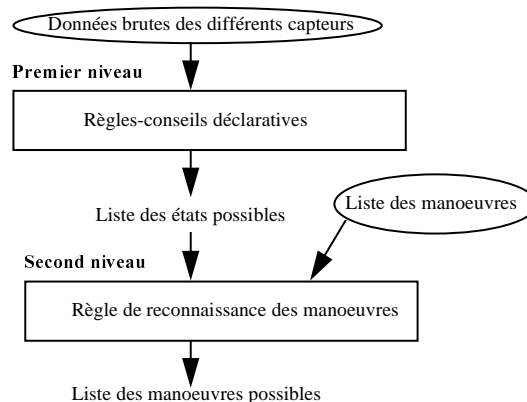 Données brutes des différents capteurs
Premier niveau
Règles-conseils déclaratives
Liste des états possibles
Liste des manoeuvres
Second niveau
Règle de reconnaissance des manoeuvres
Liste des manoeuvres possibles